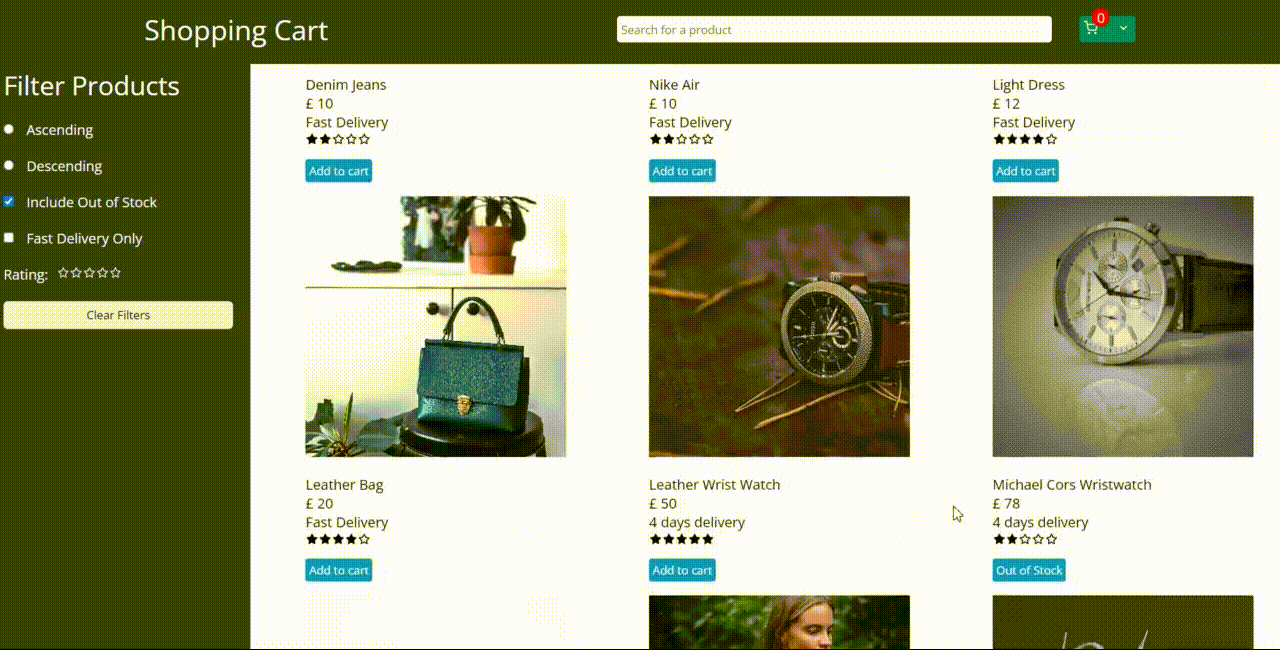 Shopping Cart
Search for a product
0
Filter Products
Ascending
Descending
Include Out of Stock
Fast Delivery Only
Rating:
Clear Filters
Denim Jeans
£ 10
Fast Delivery
Add to cart
Nike Air
£ 10
Fast Delivery
Add to cart
Light Dress
£ 12
Fast Delivery
Add to cart
Leather Bag
£ 20
Fast Delivery
Add to cart
Leather Wrist Watch
£ 50
4 days delivery
Add to cart
Michael Cors Wristwatch
£ 78
4 days delivery
Out of Stock